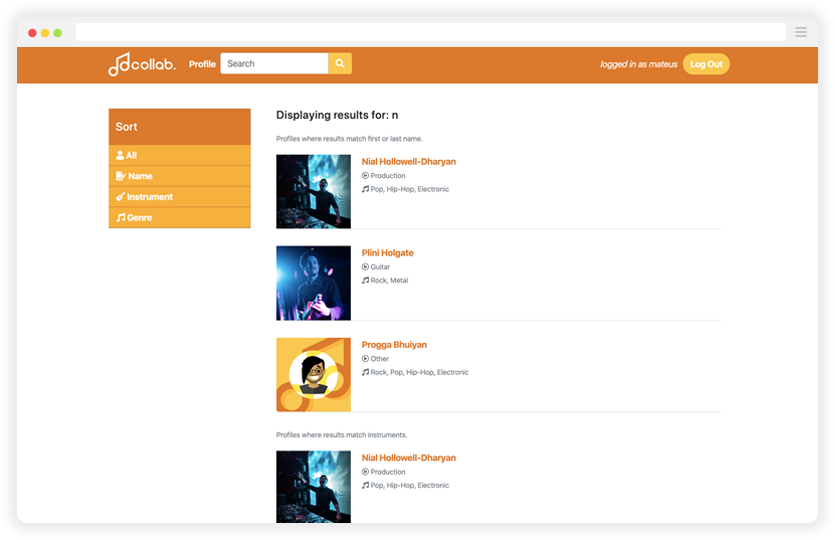 collab.
Profile
Search
logged in as mateus
Log Out
Sort
All
Name
Instrument
Genre
Displaying results for: n
Profiles where results match first or last name.
Nial Hollowell-Dharyan
Production
Pop, Hip-Hop, Electronic
Plini Holgate
Guitar
Rock, Metal
Progga Bhuiyan
Other
Rock, Pop, Hip-Hop, Electronic
Profiles where results match instruments.
Nial Hollowell-Dharyan
Production
Pop, Hip-Hop, Electronic